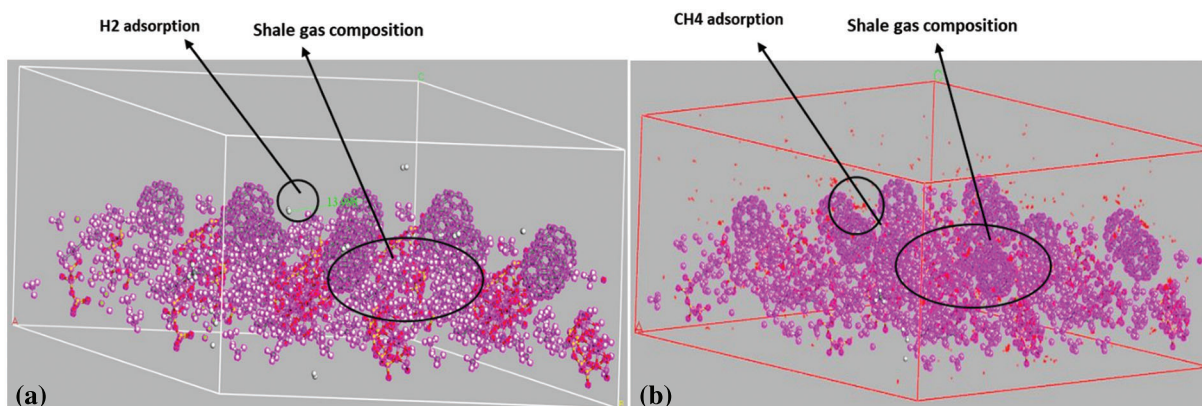 H2 adsorption
Shale gas composition
CH4 adsorption
Shale gas composition
C
A
A
(a)
(b)